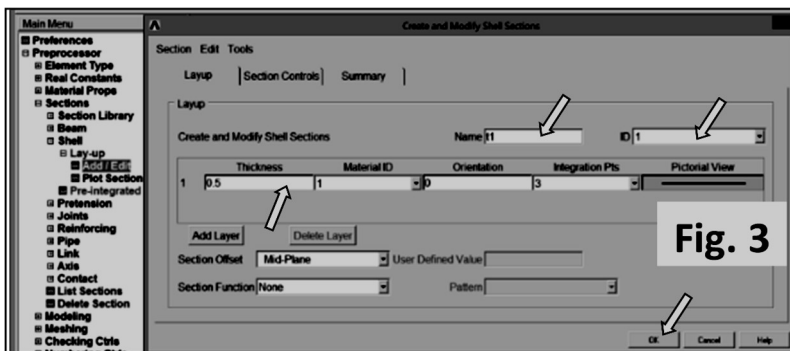 Main Menu
Preferences
Preprocessor
Element Type
Real Constants
Material Props
Sections
Section Library
Beam
Shell
Lay-up
Add / Edit
Plot Section
Pre-integrated
Pretension
Joints
Reinforcing
Pipe
Link
Axis
Contact
List Sections
Delete Section
Modeling
Meshing
Checking Ctrls
Create and Modify Shell Sections
Section Edit Tools
Layup Section Controls Summary
Layup
Create and Modify Shell Sections Name t1 ID 1
Thickness Material ID Orientation Integration Pts Pictorial View
1 0.5 1 0 3
Add Layer Delete Layer
Section Offset Mid-Plane User Defined Value
Section Function None Pattern
Fig. 3
OK Cancel Help